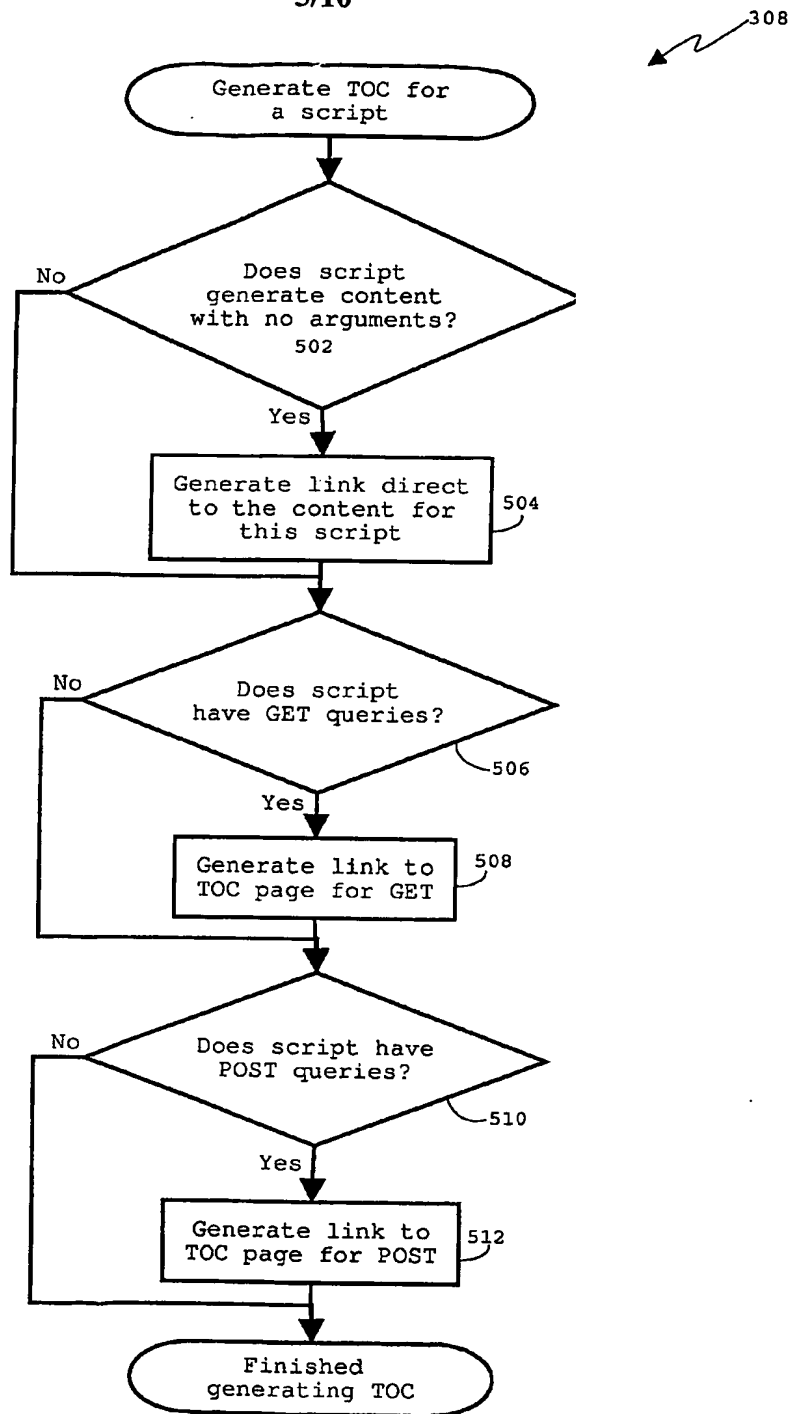 308
Generate TOC for
a script
Does script
generate content
with no arguments?
502
No
Yes
Generate link direct
to the content for
this script
504
Does script
have GET queries?
No
506
Yes
Generate link to
TOC page for GET
508
Does script have
POST queries?
No
510
Yes
Generate link to
TOC page for POST
512
Finished
generating TOC